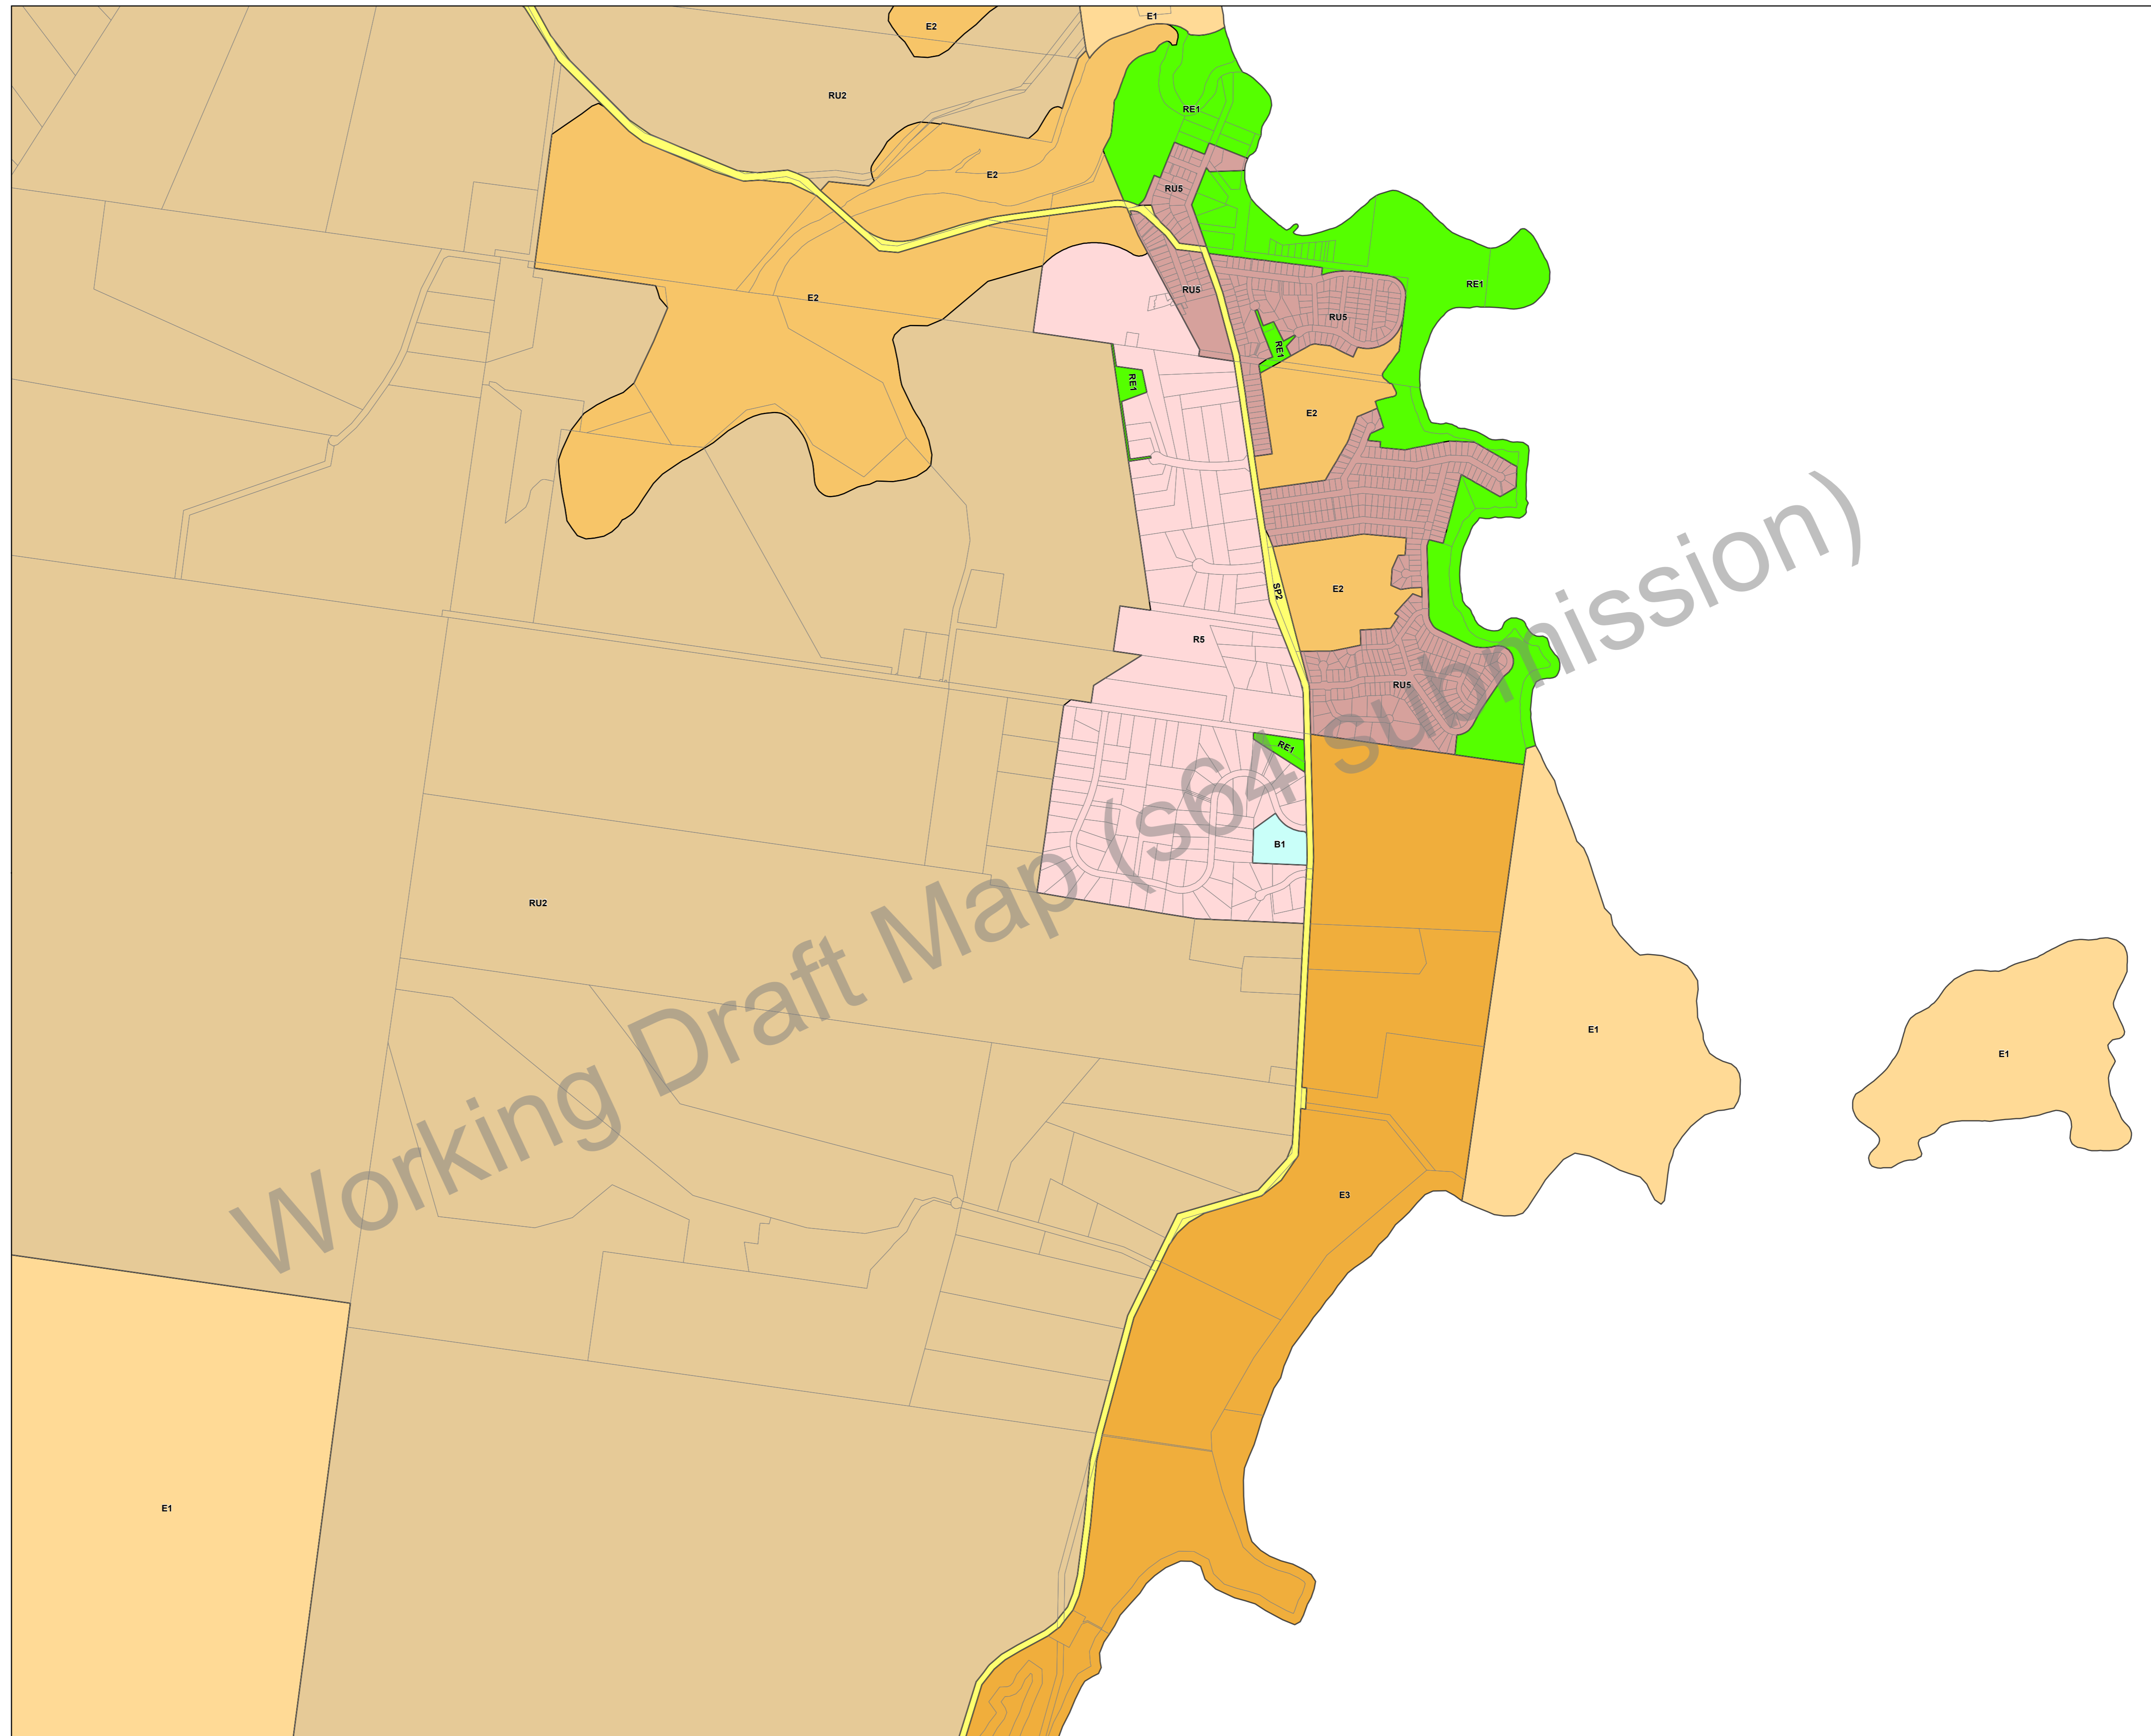 E1
E2
RU2
RE1
E2
RU5
RE1
E2
RU5
RU5
RE1
RE1
E2
E2
SP2
R5
RU5
RE1
B1
RU2
E1
E1
E3
E1
Working Draft Map (s64 submission)